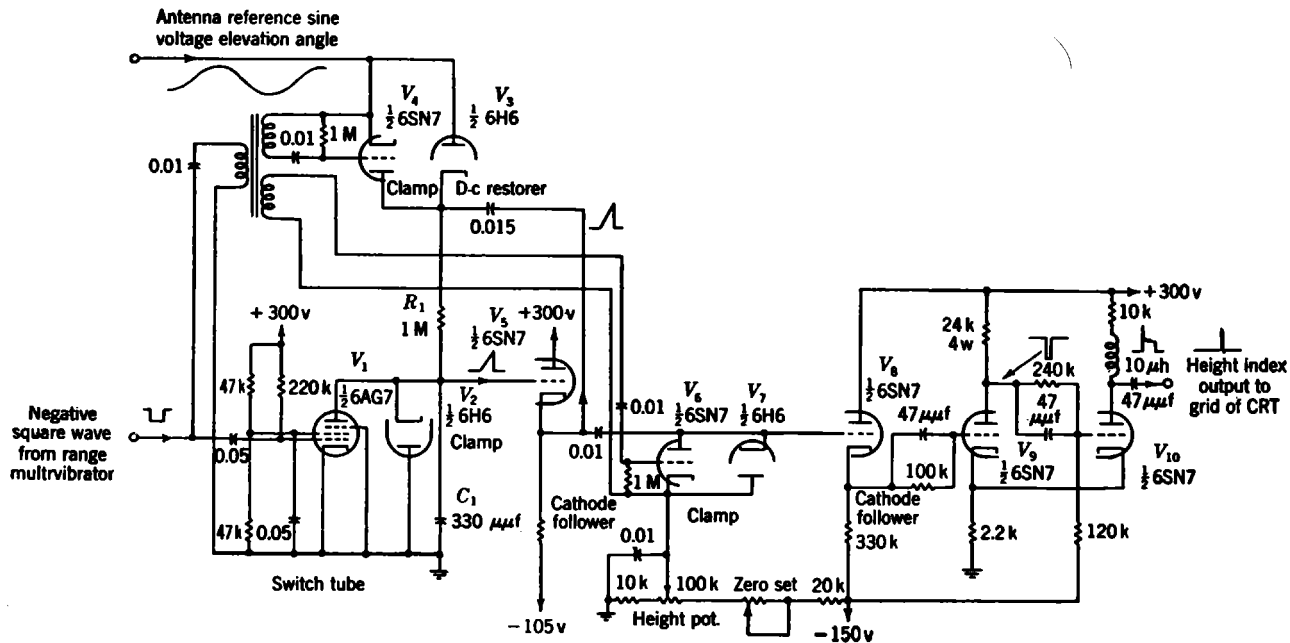 Antenna reference sine
voltage elevation angle
V4
½ 6SN7
V3
½ 6H6
0.01
1 M
0.01
Clamp
D-c restorer
0.015
R1
1 M
+300 v
V5
½ 6SN7
+300 v
47 k
220 k
V1
½ 6AG7
V2
½ 6H6
Clamp
Negative
square wave
from range
multrvibrator
0.05
47 k
0.05
C1
330 μμf
Switch tube
0.01
Cathode
follower
−105 v
0.01
V6
½ 6SN7
V7
½ 6H6
1 M
Clamp
0.01
10 k
100 k
Height pot.
Zero set
20 k
−150 v
V8
½ 6SN7
47 μμf
100 k
Cathode
follower
330 k
24 k
4 w
240 k
47
μμf
V9
½ 6SN7
2.2 k
120 k
+300 v
10 k
10 μh
47 μμf
V10
½ 6SN7
Height index
output to
grid of CRT